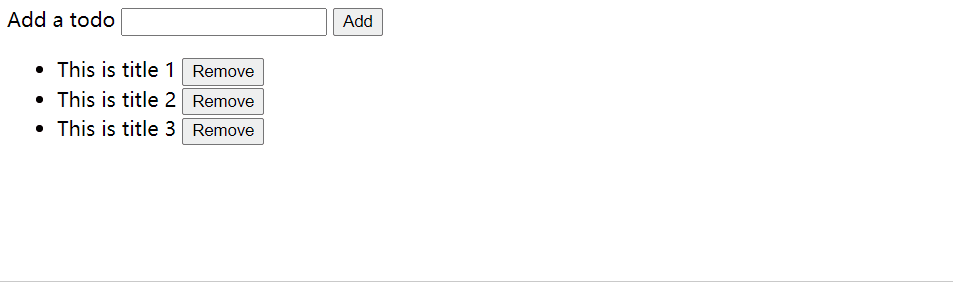 Add a todo Add
This is title 1 Remove
This is title 2 Remove
This is title 3 Remove